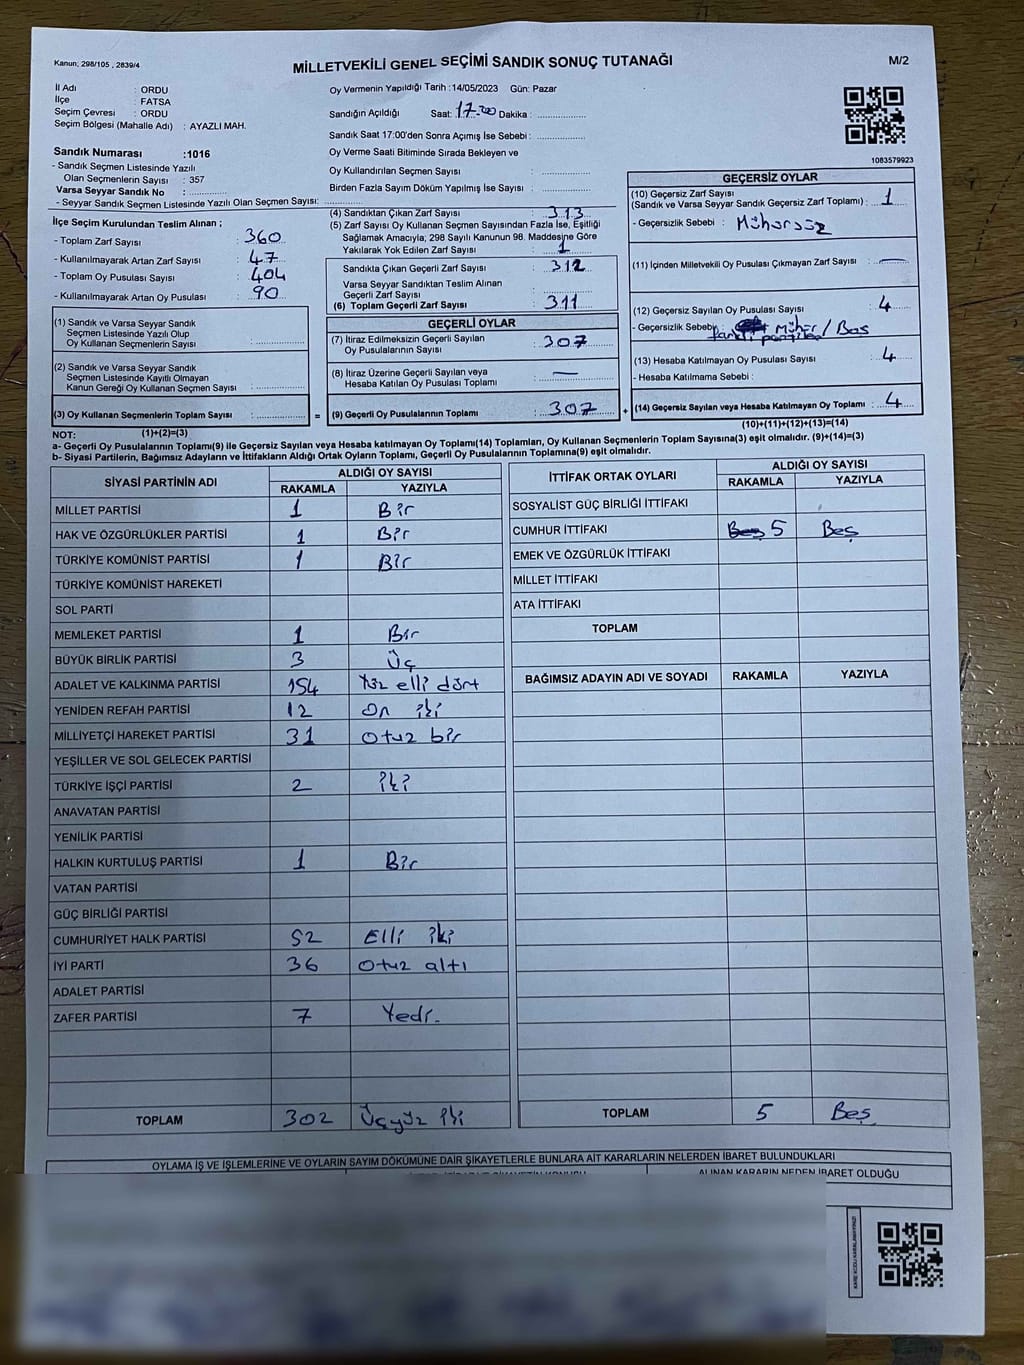 Kanun; 298/105 , 2839/4
MİLLETVEKİLİ GENEL SEÇİMİ SANDIK SONUÇ TUTANAĞI
M/2
İl Adı : ORDU
İlçe : FATSA
Seçim Çevresi : ORDU
Seçim Bölgesi (Mahalle Adı) : AYAZLI MAH.
Sandık Numarası :1016
- Sandık Seçmen Listesinde Yazılı
Olan Seçmenlerin Sayısı : 357
Varsa Seyyar Sandık No :
- Seyyar Sandık Seçmen Listesinde Yazılı Olan Seçmen Sayısı:
Oy Vermenin Yapıldığı Tarih :14/05/2023 Gün: Pazar
Sandığın Açıldığı Saat: 17.00 Dakika :
Sandık Saat 17:00'den Sonra Açımış İse Sebebi :
Oy Verme Saati Bitiminde Sırada Bekleyen ve
Oy Kullandırılan Seçmen Sayısı :
Birden Fazla Sayım Döküm Yapılmış İse Sayısı :
1083579923
İlçe Seçim Kurulundan Teslim Alınan ;
- Toplam Zarf Sayısı : 360
- Kullanılmayarak Artan Zarf Sayısı : 47
- Toplam Oy Pusulası Sayısı : 404
- Kullanılmayarak Artan Oy Pusulası : 90
(1) Sandık ve Varsa Seyyar Sandık
Seçmen Listesinde Yazılı Olup
Oy Kullanan Seçmenlerin Sayısı :
(2) Sandık ve Varsa Seyyar Sandık
Seçmen Listesinde Kayıtlı Olmayan
Kanun Gereği Oy Kullanan Seçmen Sayısı :
(3) Oy Kullanan Seçmenlerin Toplam Sayısı :
(1)+(2)=(3)
(4) Sandıktan Çıkan Zarf Sayısı : 313
(5) Zarf Sayısı Oy Kullanan Seçmen Sayısından Fazla İse, Eşitliği
Sağlamak Amacıyla, 298 Sayılı Kanunun 98. Maddesine Göre
Yakılarak Yok Edilen Zarf Sayısı : 1
Sandıkta Çıkan Geçerli Zarf Sayısı : 312
Varsa Seyyar Sandıktan Teslim Alınan
Geçerli Zarf Sayısı :
(6) Toplam Geçerli Zarf Sayısı : 311
GEÇERLİ OYLAR
(7) İtiraz Edilmeksizin Geçerli Sayılan
Oy Pusulalarının Sayısı : 307
(8) İtiraz Üzerine Geçerli Sayılan veya
Hesaba Katılan Oy Pusulası Toplamı : —
= (9) Geçerli Oy Pusulalarının Toplamı : 307 +
GEÇERSİZ OYLAR
(10) Geçersiz Zarf Sayısı
(Sandık ve Varsa Seyyar Sandık Geçersiz Zarf Toplamı) : 1
- Geçersizlik Sebebi : Mühürsüz
(11) İçinden Milletvekili Oy Pusulası Çıkmayan Zarf Sayısı : —
(12) Geçersiz Sayılan Oy Pusulası Sayısı : 4
- Geçersizlik Sebebi : Mühür / Boş
(13) Hesaba Katılmayan Oy Pusulası Sayısı : 4
- Hesaba Katılmama Sebebi :
(14) Geçersiz Sayılan veya Hesaba Katılmayan Oy Toplamı : 4
(10)+(11)+(12)+(13)=(14)
NOT:
a- Geçerli Oy Pusulalarının Toplamı(9) ile Geçersiz Sayılan veya Hesaba katılmayan Oy Toplamı(14) Toplamları, Oy Kullanan Seçmenlerin Toplam Sayısına(3) eşit olmalıdır. (9)+(14)=(3)
b- Siyasi Partilerin, Bağımsız Adayların ve İttifakların Aldığı Ortak Oyların Toplamı, Geçerli Oy Pusulalarının Toplamına(9) eşit olmalıdır.
SİYASİ PARTİNİN ADI ALDIĞI OY SAYISI
RAKAMLA YAZIYLA
MİLLET PARTİSİ 1 Bir
HAK VE ÖZGÜRLÜKLER PARTİSİ 1 Bir
TÜRKİYE KOMÜNİST PARTİSİ 1 Bir
TÜRKİYE KOMÜNİST HAREKETİ
SOL PARTİ
MEMLEKET PARTİSİ 1 Bir
BÜYÜK BİRLİK PARTİSİ 3 Üç
ADALET VE KALKINMA PARTİSİ 154 Yüz elli dört
YENİDEN REFAH PARTİSİ 12 On iki
MİLLİYETÇİ HAREKET PARTİSİ 31 Otuz bir
YEŞİLLER VE SOL GELECEK PARTİSİ
TÜRKİYE İŞÇİ PARTİSİ 2 iki
ANAVATAN PARTİSİ
YENİLİK PARTİSİ
HALKIN KURTULUŞ PARTİSİ 1 Bir
VATAN PARTİSİ
GÜÇ BİRLİĞİ PARTİSİ
CUMHURİYET HALK PARTİSİ 52 Elli iki
İYİ PARTİ 36 Otuz altı
ADALET PARTİSİ
ZAFER PARTİSİ 7 Yedi.
TOPLAM 302 Üçyüz iki
İTTİFAK ORTAK OYLARI ALDIĞI OY SAYISI
RAKAMLA YAZIYLA
SOSYALİST GÜÇ BİRLİĞİ İTTİFAKI
CUMHUR İTTİFAKI Beş 5 Beş
EMEK VE ÖZGÜRLÜK İTTİFAKI
MİLLET İTTİFAKI
ATA İTTİFAKI
TOPLAM
BAĞIMSIZ ADAYIN ADI VE SOYADI RAKAMLA YAZIYLA
TOPLAM 5 Beş
OYLAMA İŞ VE İŞLEMLERİNE VE OYLARIN SAYIM DÖKÜMÜNE DAİR ŞİKAYETLERLE BUNLARA AİT KARARLARIN NELERDEN İBARET BULUNDUKLARI
ALINAN KARARIN NEDEN İBARET OLDUĞU